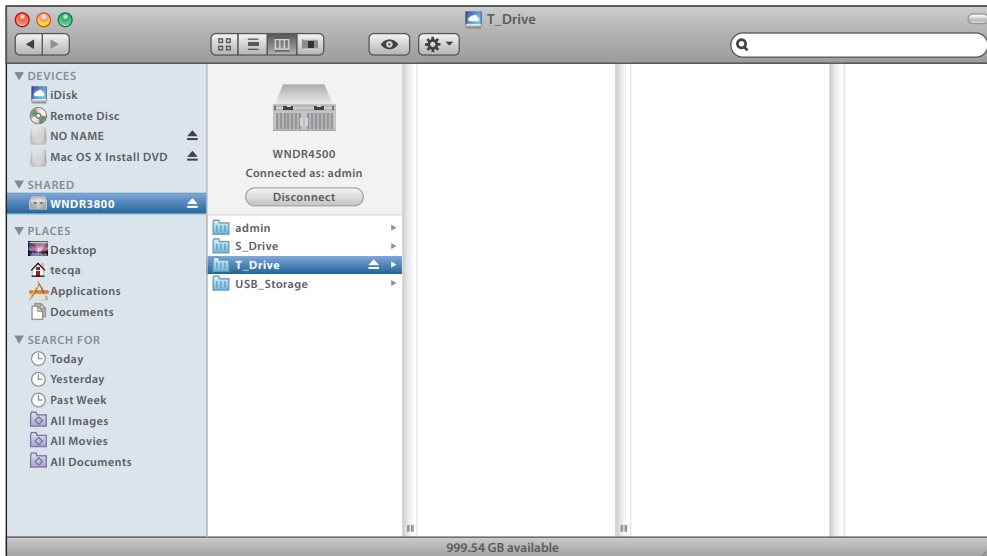 T_Drive
DEVICES
iDisk
Remote Disc
NO NAME
Mac OS X Install DVD
SHARED
WNDR3800
PLACES
Desktop
tecqa
Applications
Documents
SEARCH FOR
Today
Yesterday
Past Week
All Images
All Movies
All Documents
WNDR4500
Connected as: admin
Disconnect
admin
S_Drive
T_Drive
USB_Storage
999.54 GB available